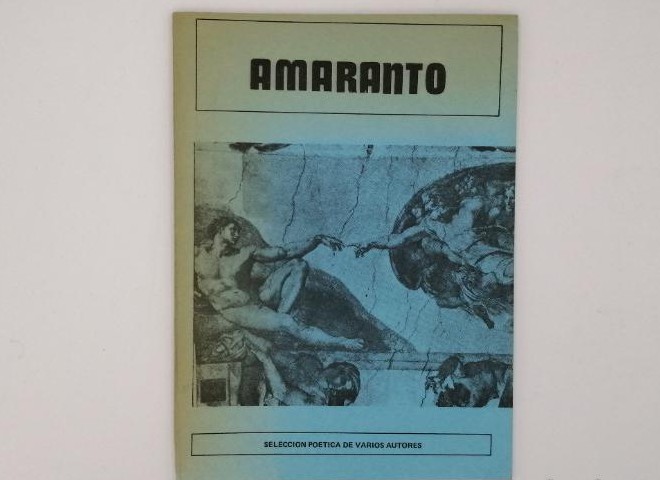 AMARANTO
SELECCION POETICA DE VARIOS AUTORES